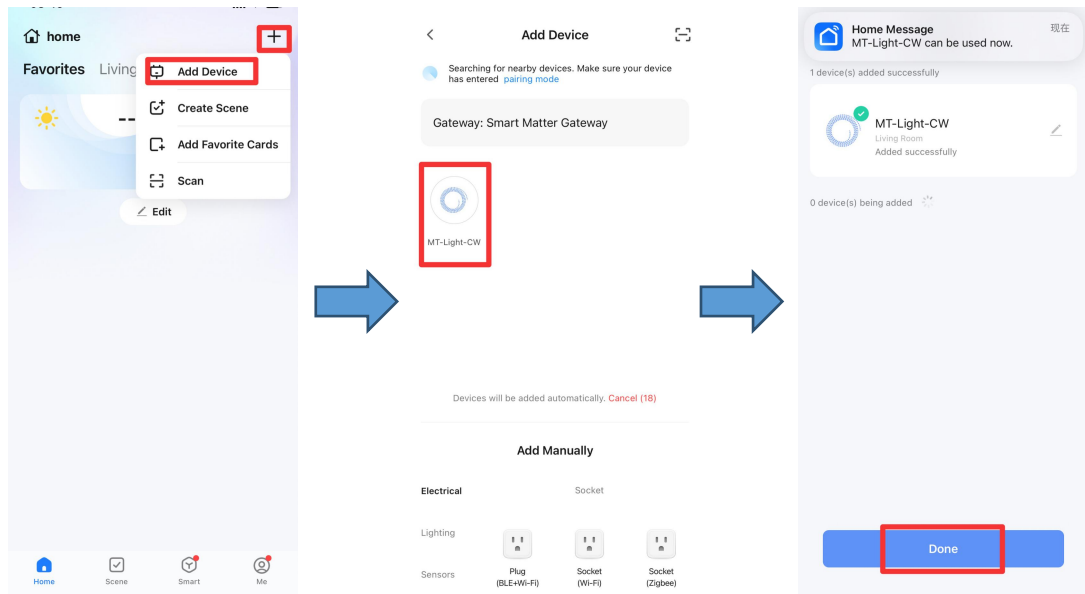 home
Favorites Living
Add Device
Create Scene
--
Add Favorite Cards
Scan
Edit
Home Scene Smart Me
Add Device
Searching for nearby devices. Make sure your device
has entered pairing mode
Gateway: Smart Matter Gateway
MT-Light-CW
Devices will be added automatically. Cancel (18)
Add Manually
Electrical
Socket
Lighting
Sensors
Plug
(BLE+Wi-Fi)
Socket
(Wi-Fi)
Socket
(Zigbee)
Home Message
现在
MT-Light-CW can be used now.
1 device(s) added successfully
MT-Light-CW
Living Room
Added successfully
0 device(s) being added
Done